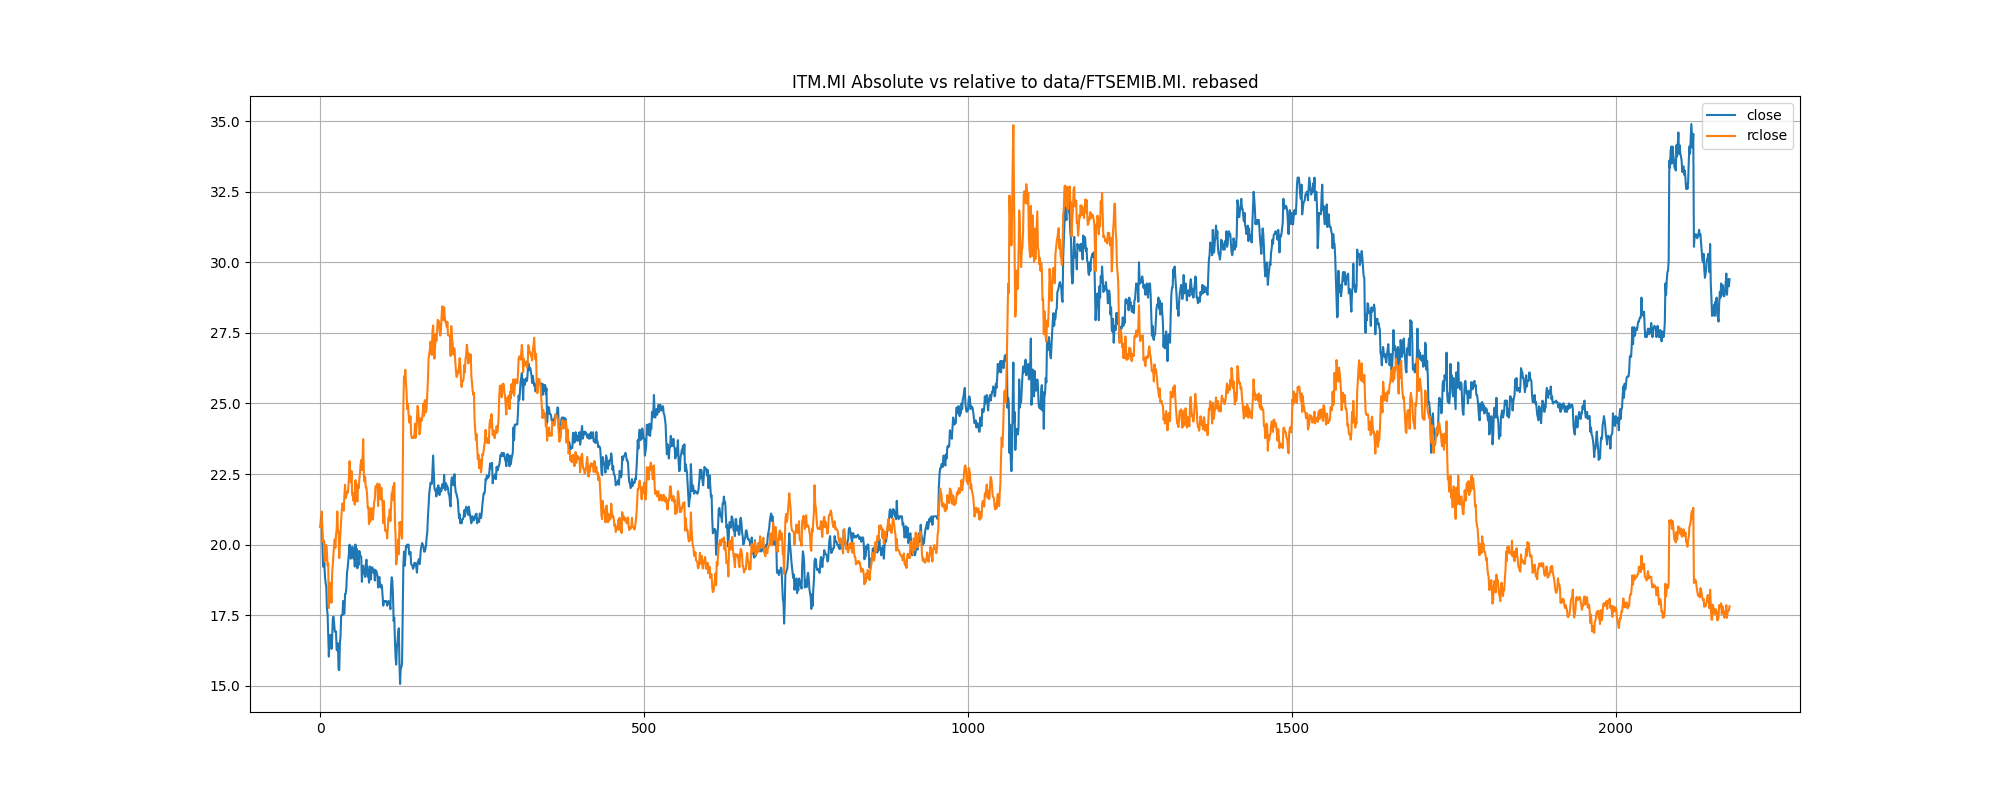 ITM.MI Absolute vs relative to data/FTSEMIB.MI. rebased
close
rclose
35.0
32.5
30.0
27.5
25.0
22.5
20.0
17.5
15.0
0 500 1000 1500 2000